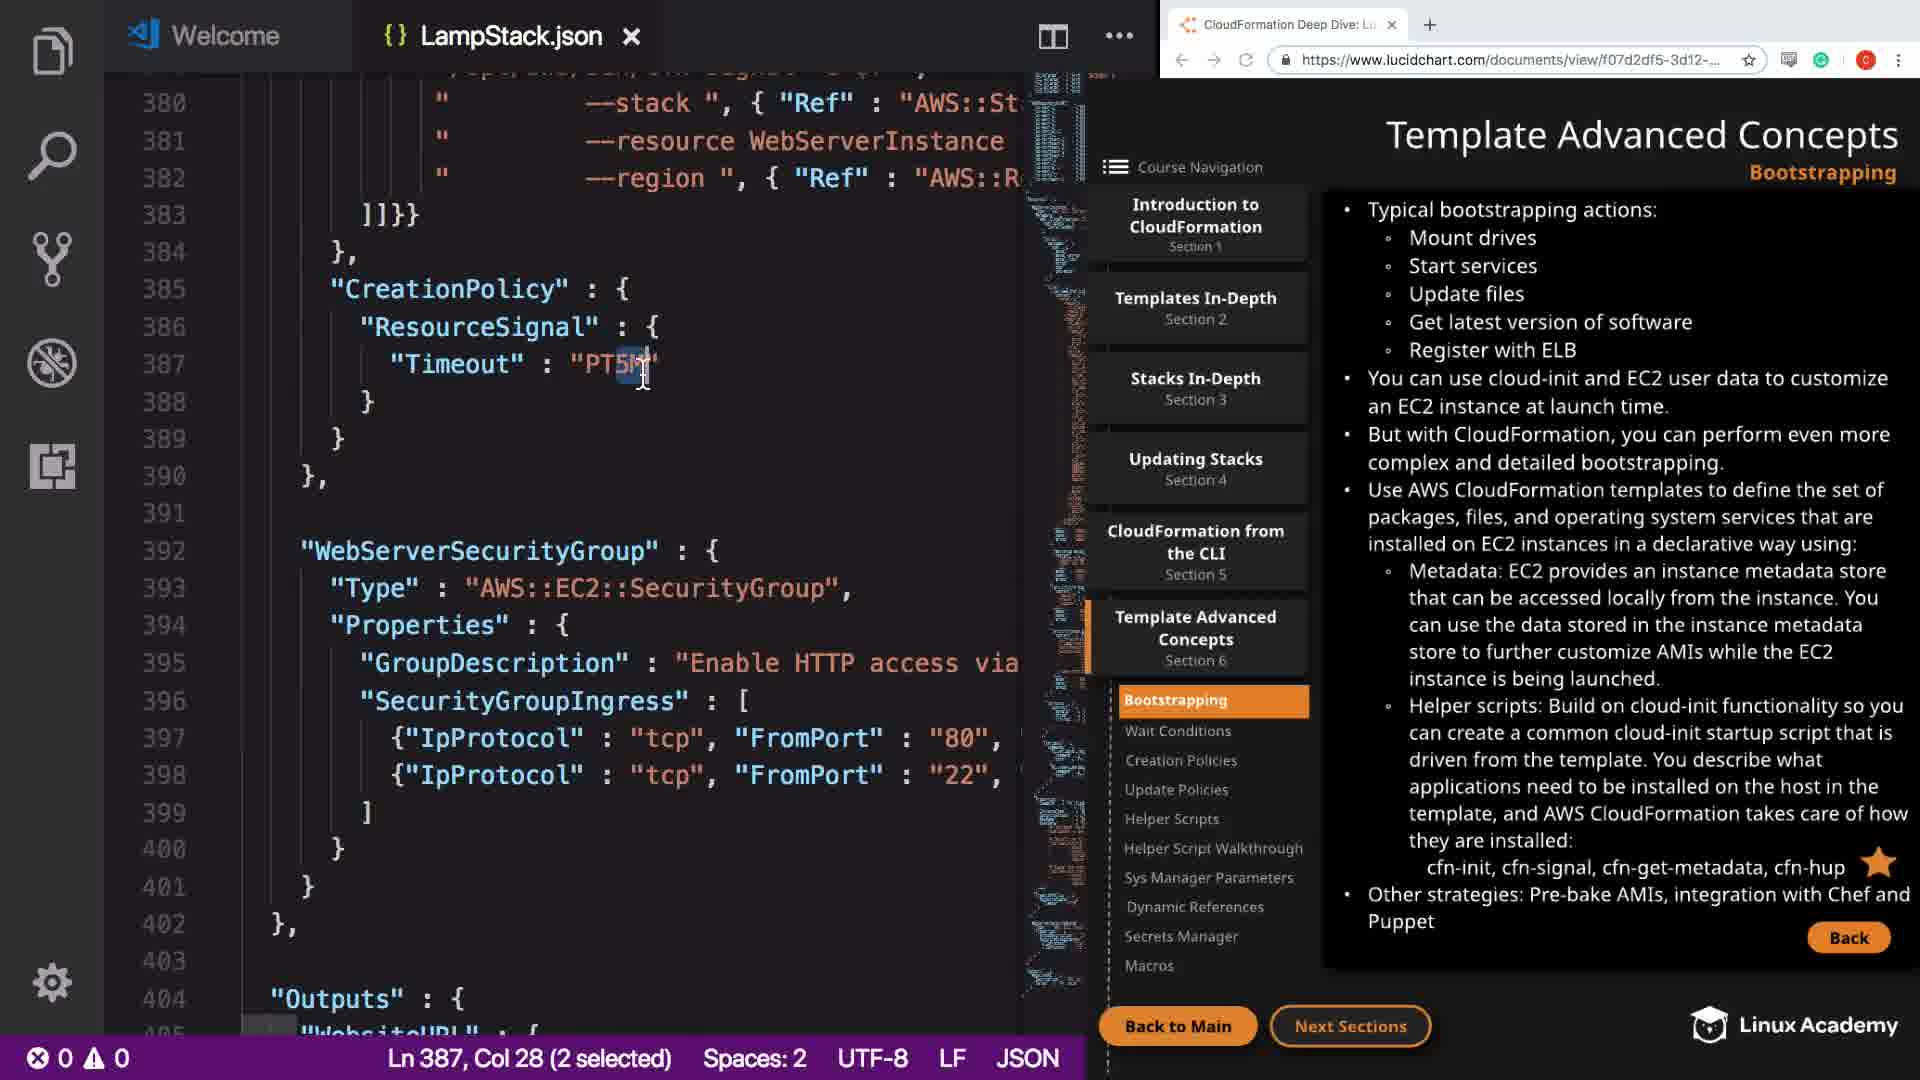 Welcome
{} LampStack.json
380 " --stack ", { "Ref" : "AWS::St
381 " --resource WebServerInstance
382 " --region ", { "Ref" : "AWS::R
383 ]]}}
384 },
385 "CreationPolicy" : {
386 "ResourceSignal" : {
387 "Timeout" : "PT5M"
388 }
389 }
390 },
391
392 "WebServerSecurityGroup" : {
393 "Type" : "AWS::EC2::SecurityGroup",
394 "Properties" : {
395 "GroupDescription" : "Enable HTTP access via
396 "SecurityGroupIngress" : [
397 {"IpProtocol" : "tcp", "FromPort" : "80",
398 {"IpProtocol" : "tcp", "FromPort" : "22",
399 ]
400 }
401 }
402 },
403
404 "Outputs" : {
405 "WebsiteURL" : {
0 0
Ln 387, Col 28 (2 selected) Spaces: 2 UTF-8 LF JSON
CloudFormation Deep Dive: Lu
https://www.lucidchart.com/documents/view/f07d2df5-3d12-...
C
Template Advanced Concepts
Bootstrapping
Course Navigation
Introduction to
CloudFormation
Section 1
Templates In-Depth
Section 2
Stacks In-Depth
Section 3
Updating Stacks
Section 4
CloudFormation from
the CLI
Section 5
Template Advanced
Concepts
Section 6
Bootstrapping
Wait Conditions
Creation Policies
Update Policies
Helper Scripts
Helper Script Walkthrough
Sys Manager Parameters
Dynamic References
Secrets Manager
Macros
• Typical bootstrapping actions:
◦ Mount drives
◦ Start services
◦ Update files
◦ Get latest version of software
◦ Register with ELB
• You can use cloud-init and EC2 user data to customize
an EC2 instance at launch time.
• But with CloudFormation, you can perform even more
complex and detailed bootstrapping.
• Use AWS CloudFormation templates to define the set of
packages, files, and operating system services that are
installed on EC2 instances in a declarative way using:
◦ Metadata: EC2 provides an instance metadata store
that can be accessed locally from the instance. You
can use the data stored in the instance metadata
store to further customize AMIs while the EC2
instance is being launched.
◦ Helper scripts: Build on cloud-init functionality so you
can create a common cloud-init startup script that is
driven from the template. You describe what
applications need to be installed on the host in the
template, and AWS CloudFormation takes care of how
they are installed:
cfn-init, cfn-signal, cfn-get-metadata, cfn-hup
• Other strategies: Pre-bake AMIs, integration with Chef and
Puppet
Back
Back to Main
Next Sections
Linux Academy